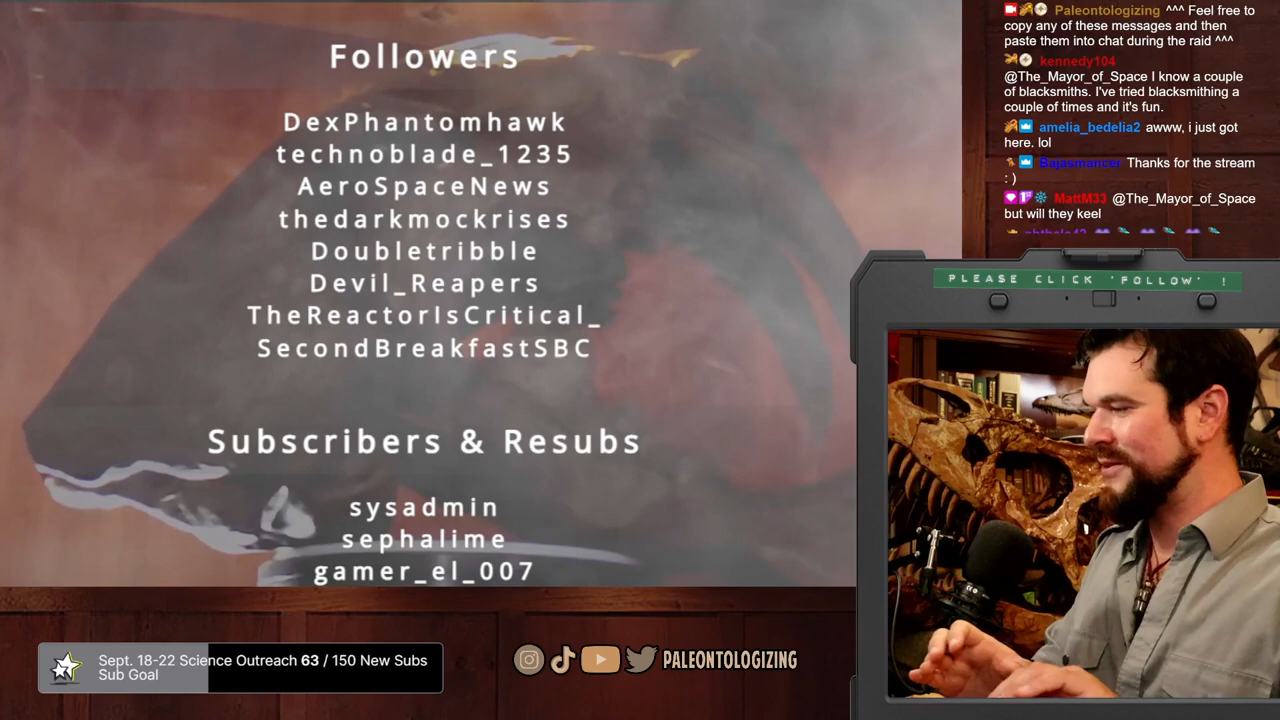 Followers
DexPhantomhawk
technoblade_1235
AeroSpaceNews
thedarkmockrises
Doubletribble
Devil_Reapers
TheReactorIsCritical_
SecondBreakfastSBC
Subscribers & Resubs
sysadmin
sephalime
gamer_el_007
Sept. 18-22 Science Outreach 63 / 150 New Subs
Sub Goal
PALEONTOLOGIZING
Paleontologizing ^^^ Feel free to
copy any of these messages and then
paste them into chat during the raid ^^^
kennedy104
@The_Mayor_of_Space I know a couple
of blacksmiths. I've tried blacksmithing a
couple of times and it's fun.
amelia_bedelia2 awww, i just got
here. lol
Bajasmancer Thanks for the stream
: )
MattM33 @The_Mayor_of_Space
but will they keel
PLEASE CLICK 'FOLLOW' !